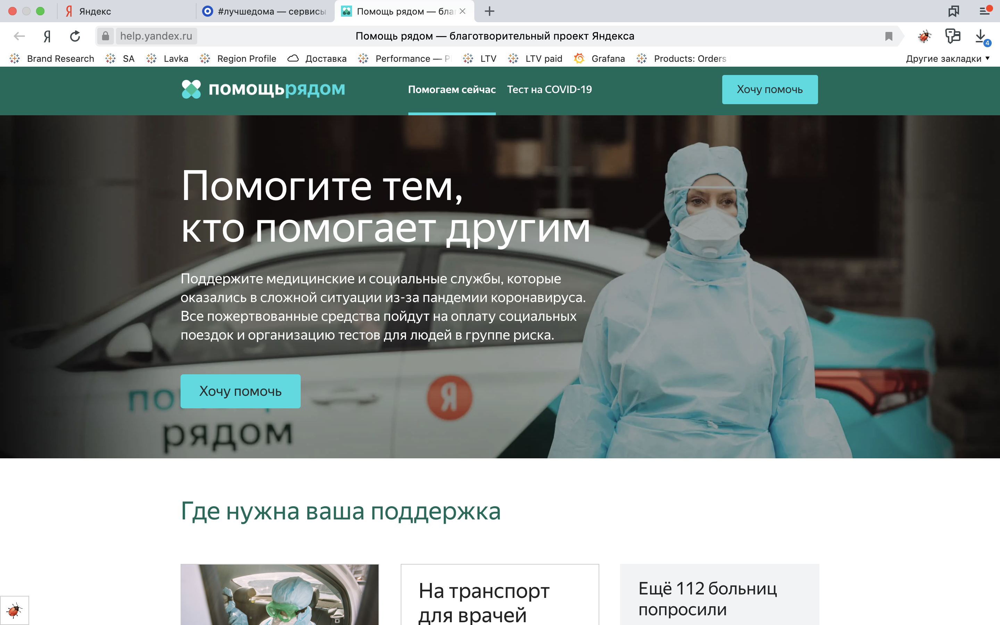 Яндекс
#лучшедома — сервисы
Помощь рядом — бла
Я
help.yandex.ru
Помощь рядом — благотворительный проект Яндекса
4
Brand Research
SA
Lavka
Region Profile
Доставка
Performance — P
LTV
LTV paid
Grafana
Products: Orders
Другие закладки
помощьрядом
Помогаем сейчас
Тест на COVID-19
Хочу помочь
Помогите тем,
кто помогает другим
Поддержите медицинские и социальные службы, которые
оказались в сложной ситуации из-за пандемии коронавируса.
Все пожертвованные средства пойдут на оплату социальных
поездок и организацию тестов для людей в группе риска.
Хочу помочь
Я
рядом
Где нужна ваша поддержка
На транспорт
для врачей
Ещё 112 больниц
попросили